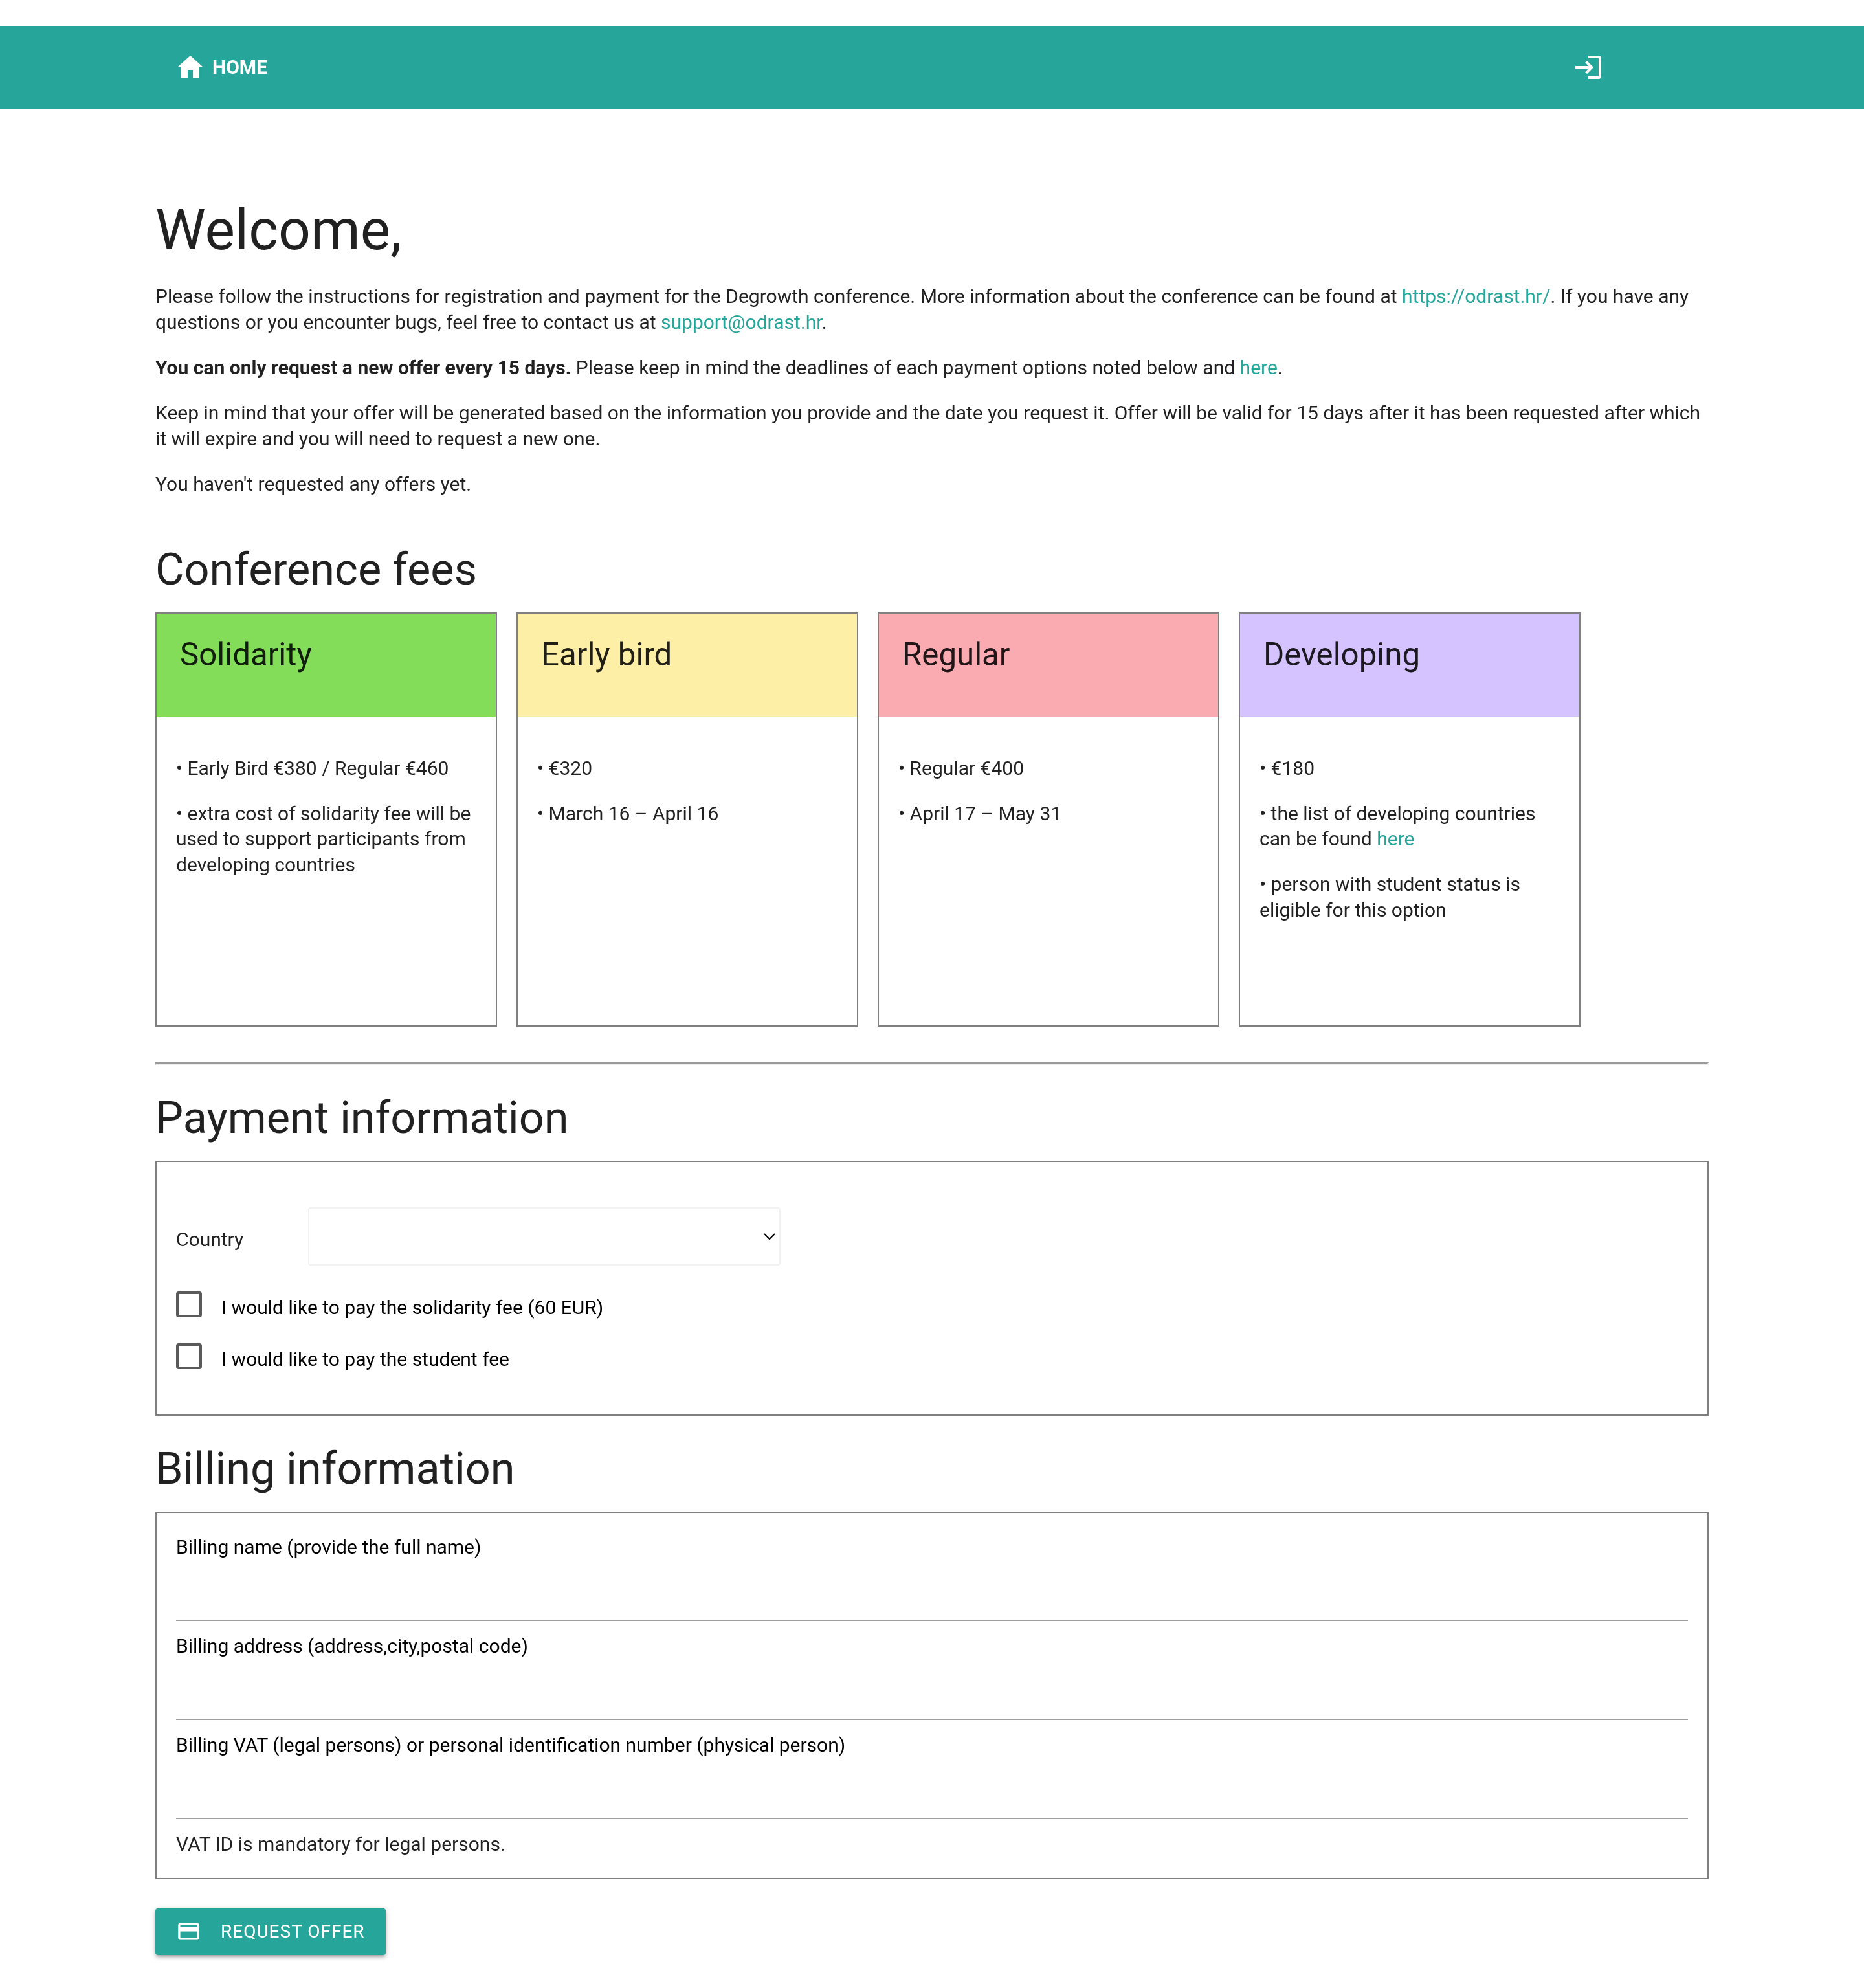 HOME
Welcome,
Please follow the instructions for registration and payment for the Degrowth conference. More information about the conference can be found at https://odrast.hr/. If you have any
questions or you encounter bugs, feel free to contact us at support@odrast.hr.
You can only request a new offer every 15 days. Please keep in mind the deadlines of each payment options noted below and here.
Keep in mind that your offer will be generated based on the information you provide and the date you request it. Offer will be valid for 15 days after it has been requested after which
it will expire and you will need to request a new one.
You haven't requested any offers yet.
Conference fees
Solidarity
• Early Bird €380 / Regular €460
• extra cost of solidarity fee will be
used to support participants from
developing countries
Early bird
• €320
• March 16 – April 16
Regular
• Regular €400
• April 17 – May 31
Developing
• €180
• the list of developing countries
can be found here
• person with student status is
eligible for this option
Payment information
Country
I would like to pay the solidarity fee (60 EUR)
I would like to pay the student fee
Billing information
Billing name (provide the full name)
Billing address (address,city,postal code)
Billing VAT (legal persons) or personal identification number (physical person)
VAT ID is mandatory for legal persons.
REQUEST OFFER